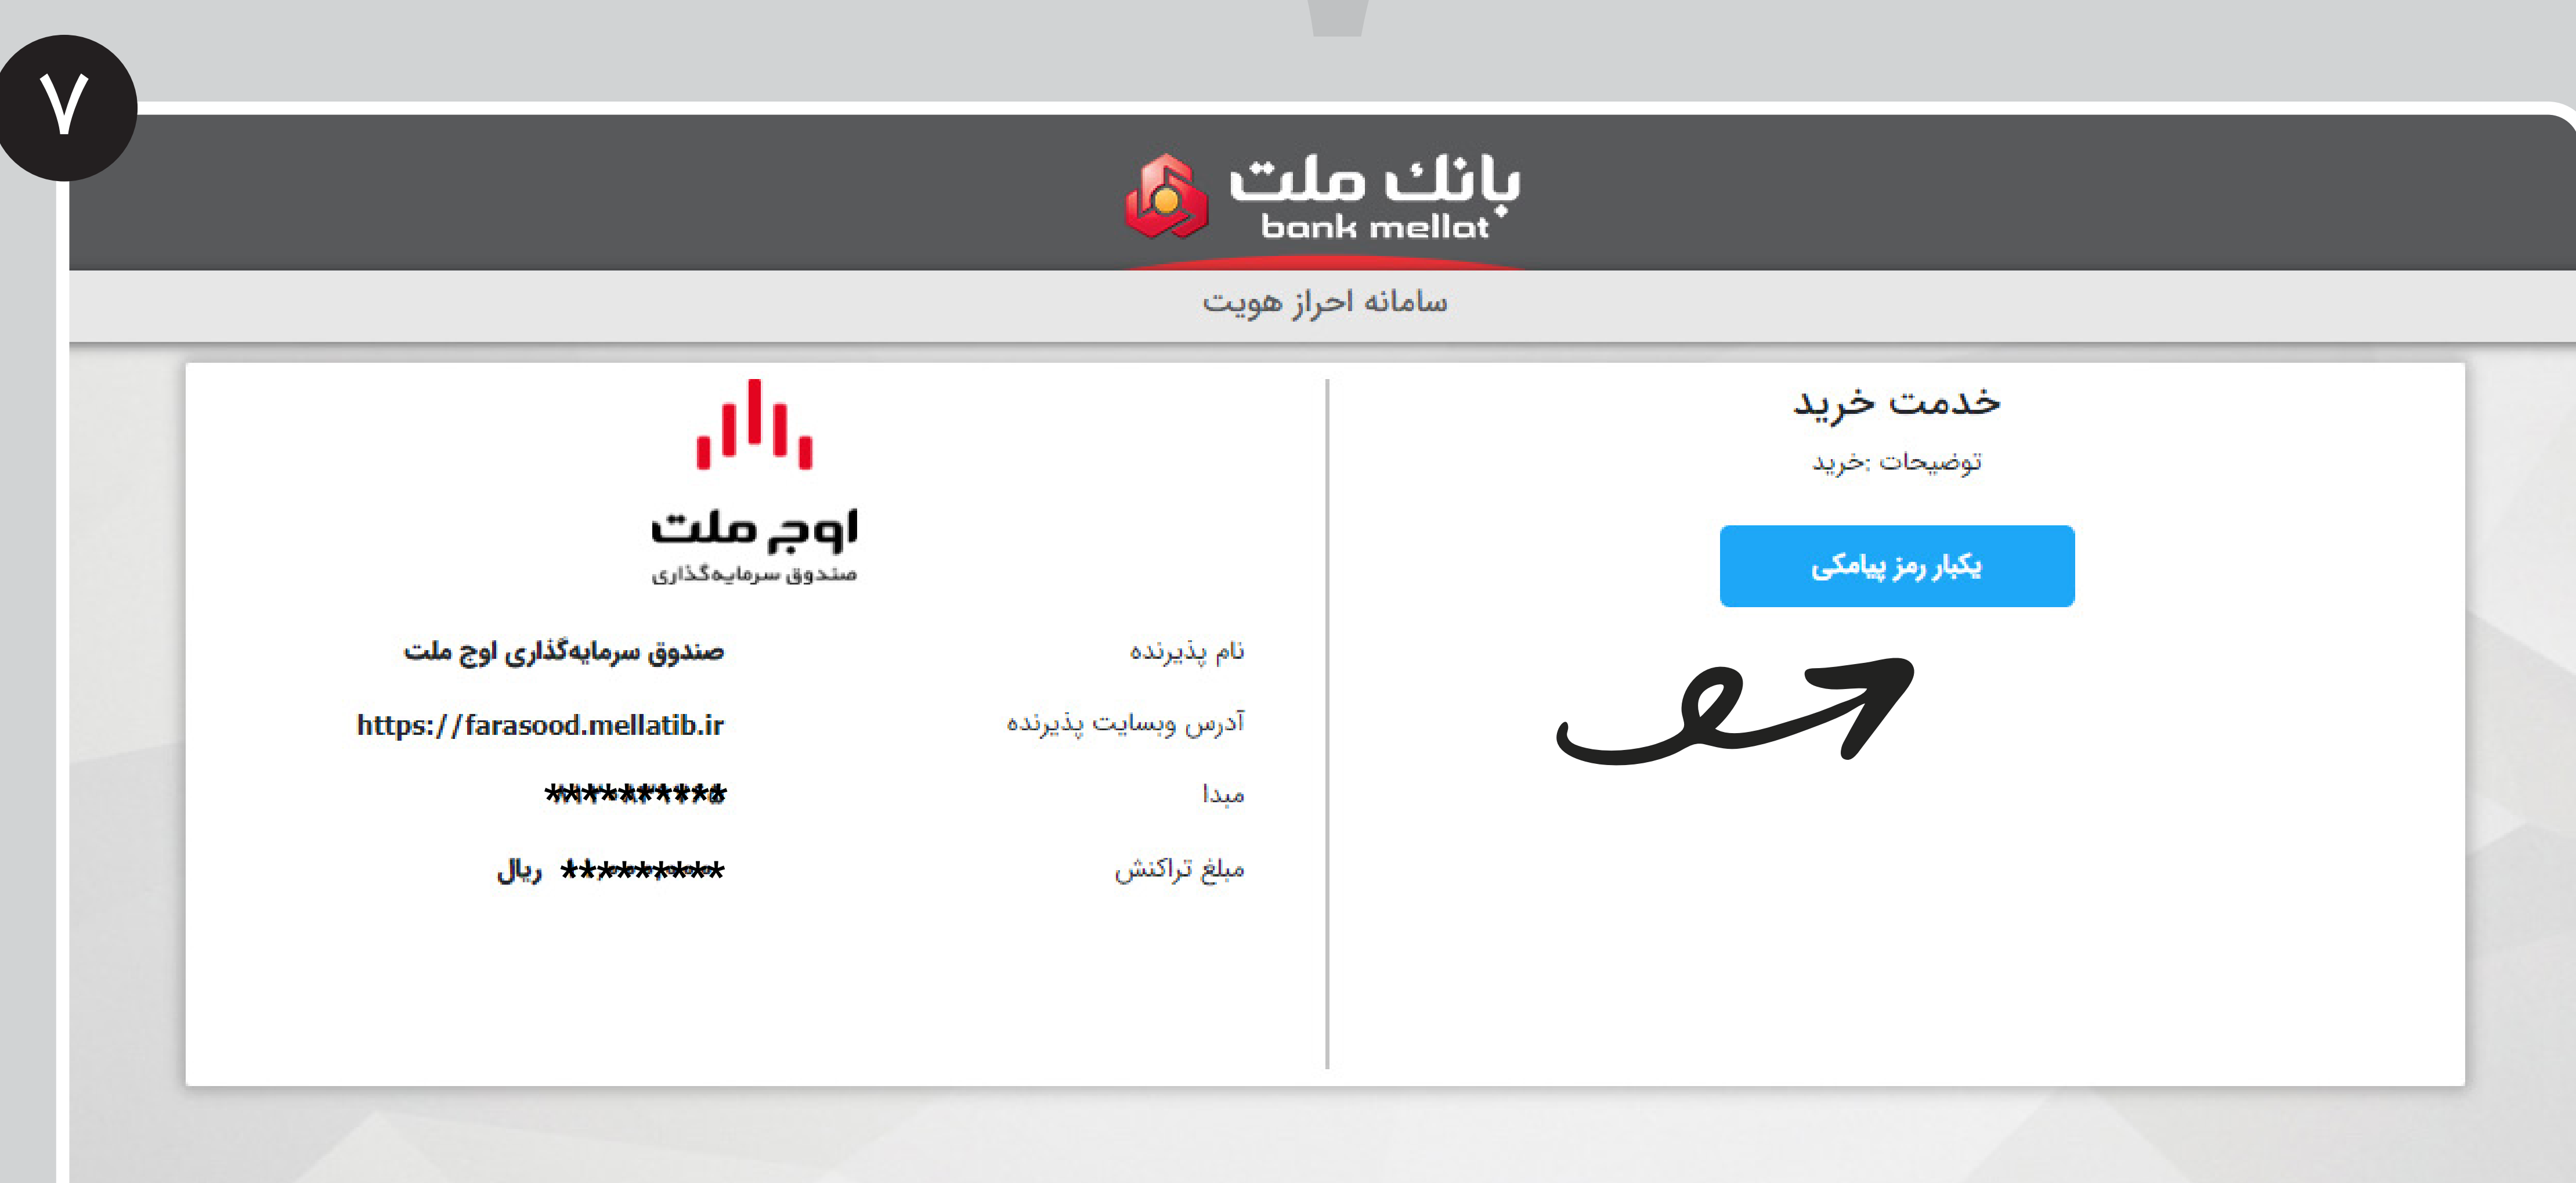 ۷
بانك ملت
bank mellat
سامانه احراز هویت
خدمت خرید
توضیحات :خرید
یکبار رمز پیامکی
اوج ملت
صندوق سرمایه‌گذاری
نام پذیرنده صندوق سرمایه‌گذاری اوج ملت
آدرس وبسایت پذیرنده https://farasood.mellatib.ir
مبدا **********
مبلغ تراکنش ********* ریال